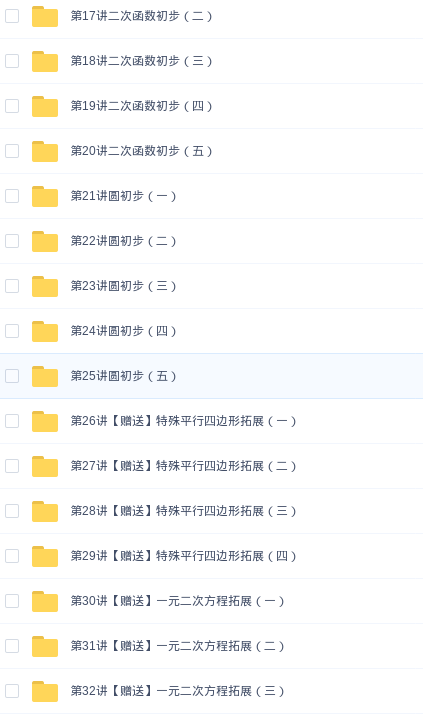 第17讲二次函数初步（二）
第18讲二次函数初步（三）
第19讲二次函数初步（四）
第20讲二次函数初步（五）
第21讲圆初步（一）
第22讲圆初步（二）
第23讲圆初步（三）
第24讲圆初步（四）
第25讲圆初步（五）
第26讲【赠送】特殊平行四边形拓展（一）
第27讲【赠送】特殊平行四边形拓展（二）
第28讲【赠送】特殊平行四边形拓展（三）
第29讲【赠送】特殊平行四边形拓展（四）
第30讲【赠送】一元二次方程拓展（一）
第31讲【赠送】一元二次方程拓展（二）
第32讲【赠送】一元二次方程拓展（三）